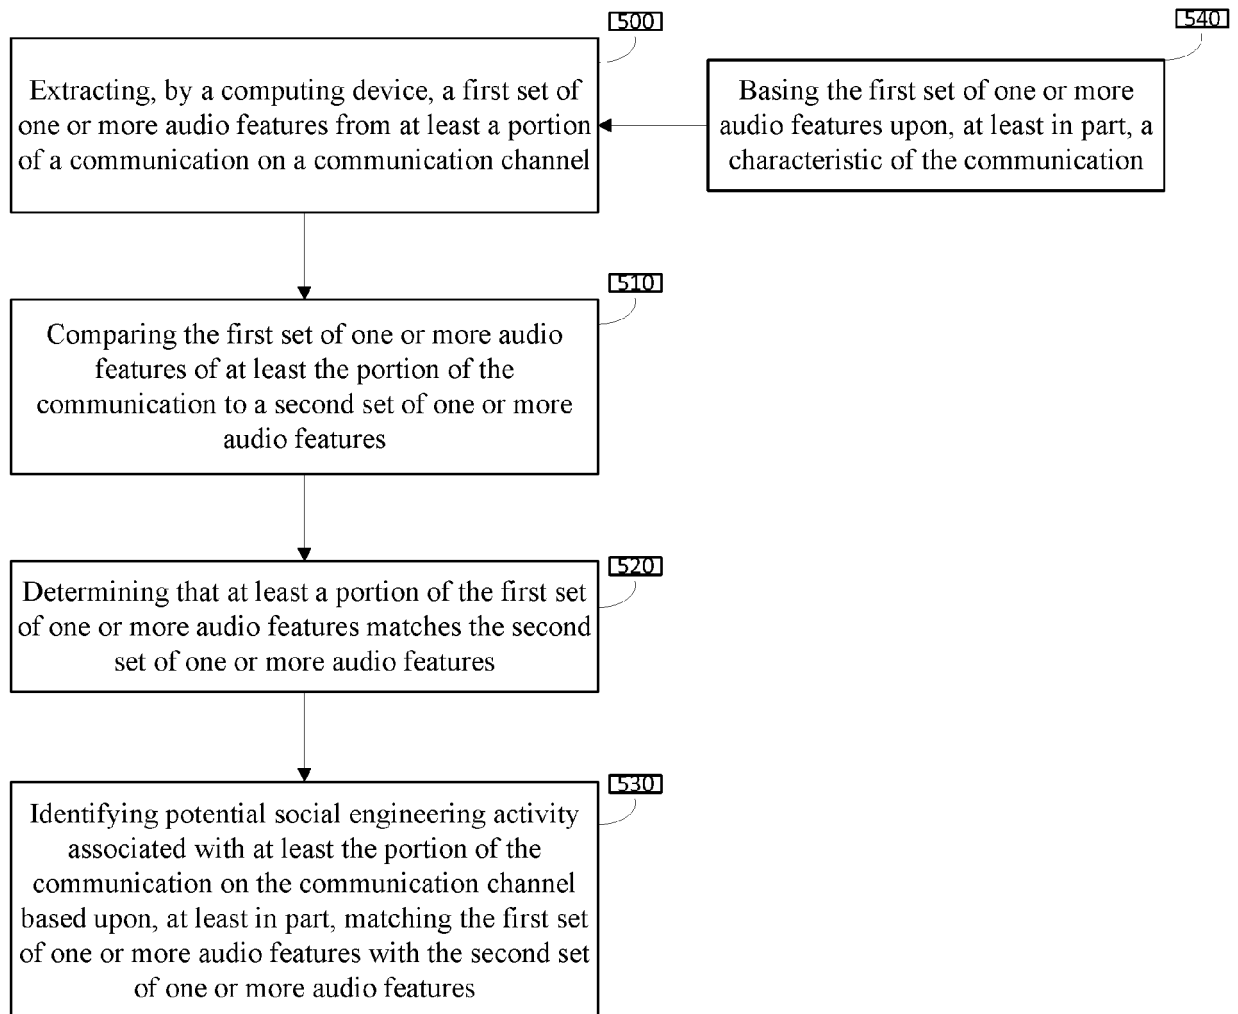 500
Extracting, by a computing device, a first set of
one or more audio features from at least a portion
of a communication on a communication channel
540
Basing the first set of one or more
audio features upon, at least in part, a
characteristic of the communication
510
Comparing the first set of one or more audio
features of at least the portion of the
communication to a second set of one or more
audio features
520
Determining that at least a portion of the first set
of one or more audio features matches the second
set of one or more audio features
530
Identifying potential social engineering activity
associated with at least the portion of the
communication on the communication channel
based upon, at least in part, matching the first set
of one or more audio features with the second set
of one or more audio features